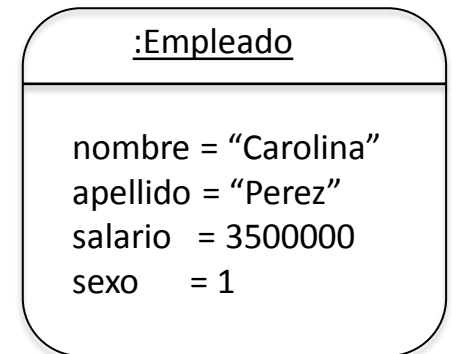 :Empleado
nombre = “Carolina”
apellido = “Perez”
salario = 3500000
sexo = 1